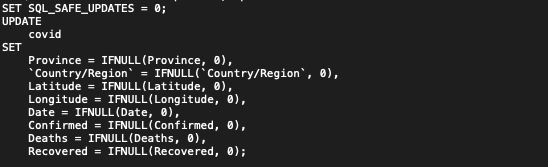 SET SQL_SAFE_UPDATES = 0;
UPDATE
    covid
SET
    Province = IFNULL(Province, 0),
    `Country/Region` = IFNULL(`Country/Region`, 0),
    Latitude = IFNULL(Latitude, 0),
    Longitude = IFNULL(Longitude, 0),
    Date = IFNULL(Date, 0),
    Confirmed = IFNULL(Confirmed, 0),
    Deaths = IFNULL(Deaths, 0),
    Recovered = IFNULL(Recovered, 0);